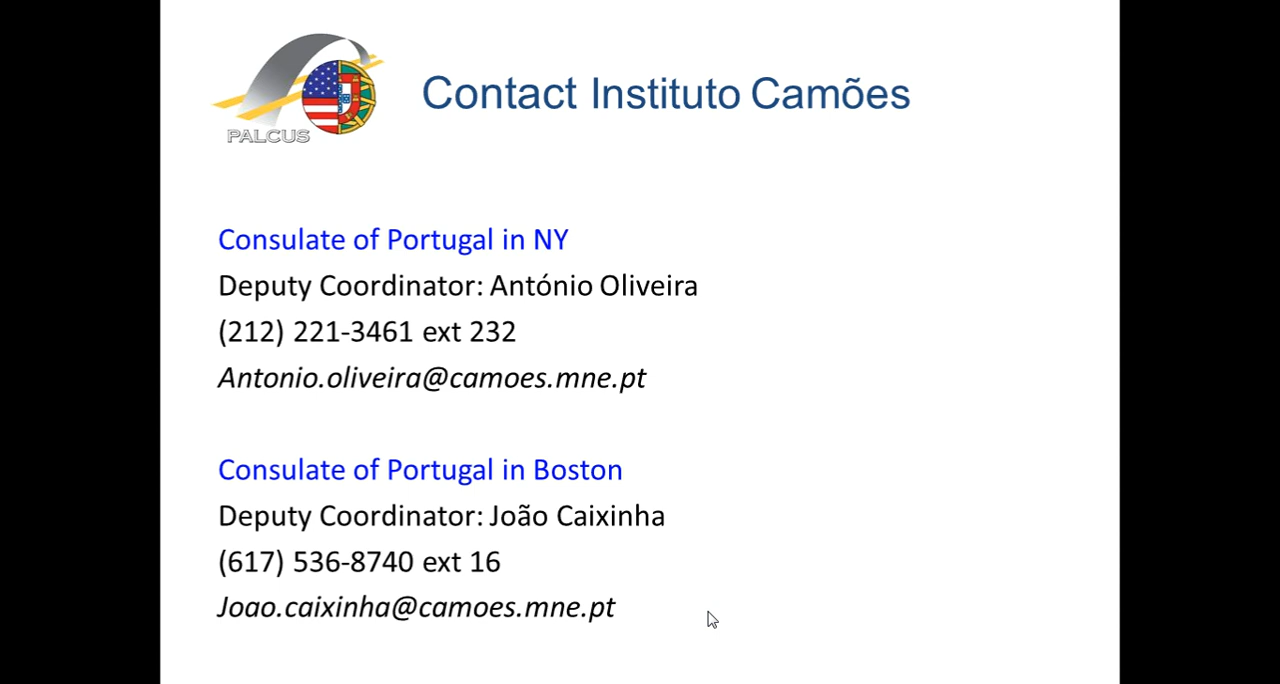 PALCUS
Contact Instituto Camões
Consulate of Portugal in NY
Deputy Coordinator: António Oliveira
(212) 221-3461 ext 232
Antonio.oliveira@camoes.mne.pt
Consulate of Portugal in Boston
Deputy Coordinator: João Caixinha
(617) 536-8740 ext 16
Joao.caixinha@camoes.mne.pt